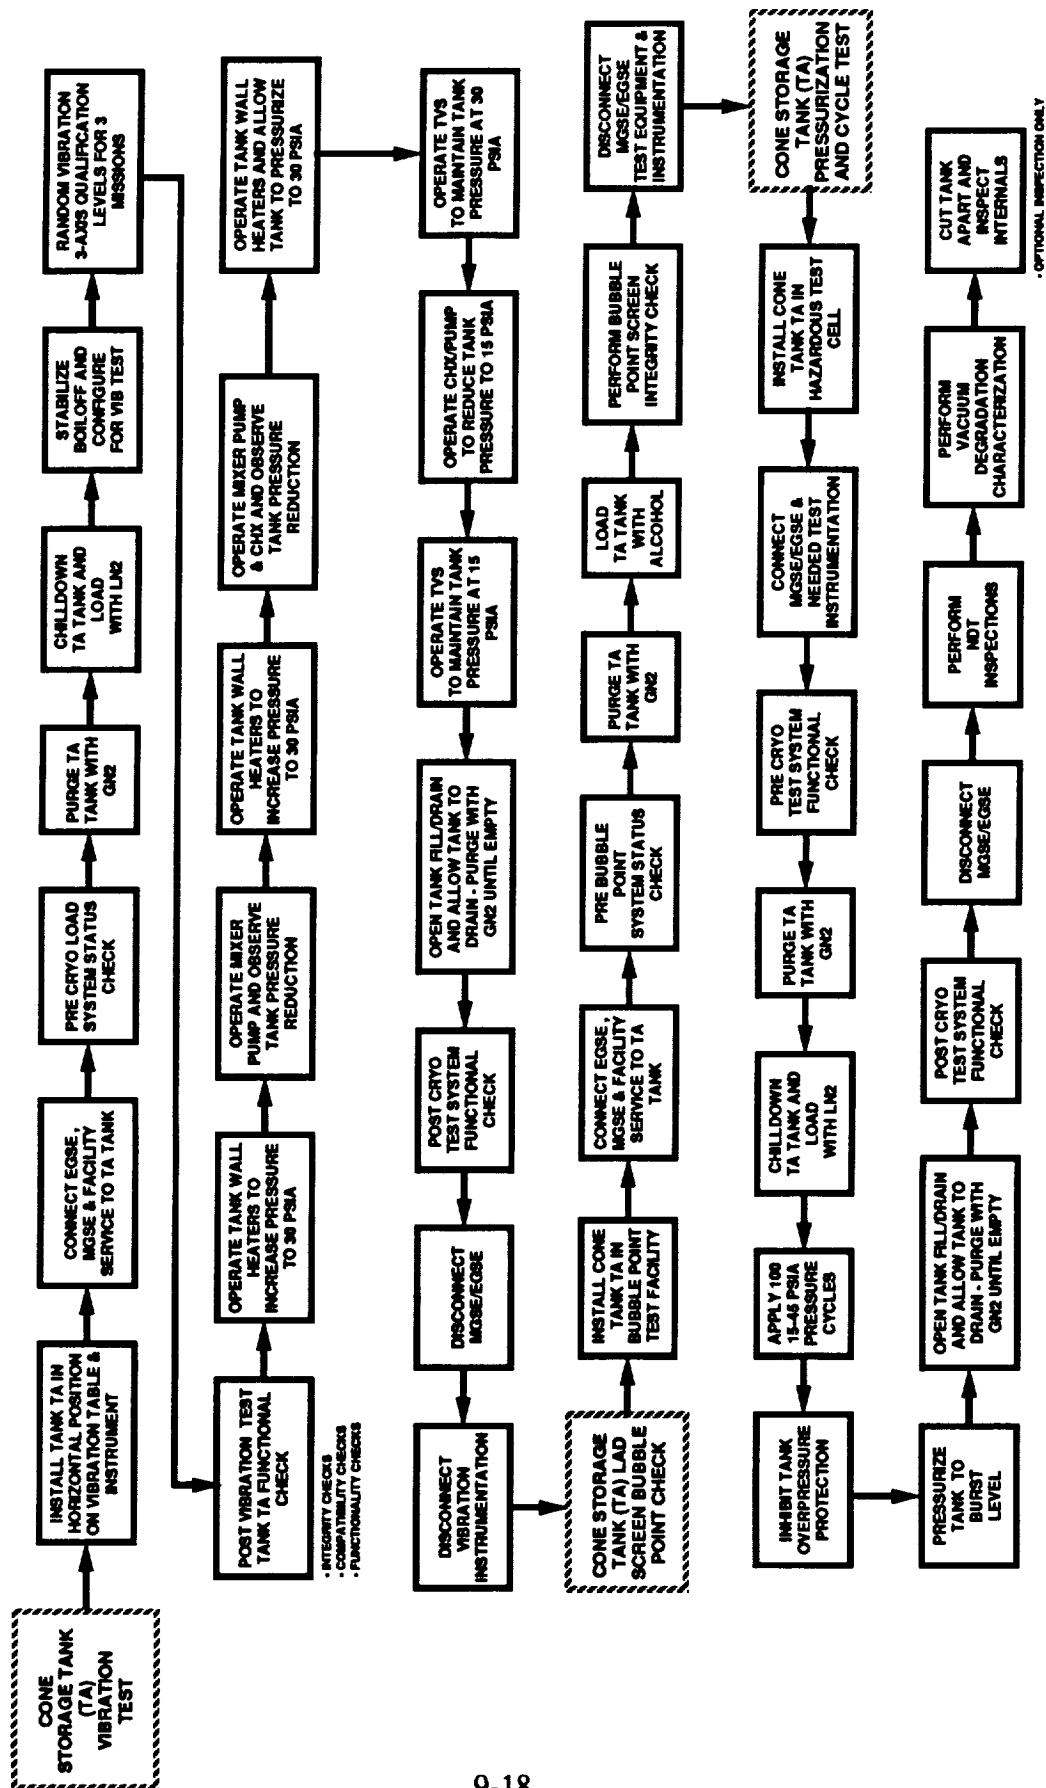 CONE
STORAGE TANK
(TA)
VIBRATION
TEST
INSTALL TANK TA IN
HORIZONTAL POSITION
ON VIBRATION TABLE &
INSTRUMENT
CONNECT EGSE,
MGSE & FACILITY
SERVICE TO TA TANK
PRE CRYO LOAD
SYSTEM STATUS
CHECK
PURGE TA
TANK WITH
GN2
CHILLDOWN
TA TANK AND
LOAD
WITH LN2
STABILIZE
BOILOFF AND
CONFIGURE
FOR VIB TEST
RANDOM VIBRATION
3-AXIS QUALIFICATION
LEVELS FOR 3
MISSIONS
POST VIBRATION TEST
TANK TA FUNCTIONAL
CHECK
• INTEGRITY CHECKS
• COMPATIBILITY CHECKS
• FUNCTIONALITY CHECKS
OPERATE TANK WALL
HEATERS TO
INCREASE PRESSURE
TO 30 PSIA
OPERATE MIXER
PUMP AND OBSERVE
TANK PRESSURE
REDUCTION
OPERATE TANK WALL
HEATERS TO
INCREASE PRESSURE
TO 30 PSIA
OPERATE MIXER PUMP
& CHX AND OBSERVE
TANK PRESSURE
REDUCTION
OPERATE TANK WALL
HEATERS AND ALLOW
TANK TO PRESSURIZE
TO 30 PSIA
OPERATE TVS
TO MAINTAIN TANK
PRESSURE AT 30
PSIA
OPERATE CHX/PUMP
TO REDUCE TANK
PRESSURE TO 15 PSIA
OPERATE TVS
TO MAINTAIN TANK
PRESSURE AT 15
PSIA
OPEN TANK FILL/DRAIN
AND ALLOW TANK TO
DRAIN - PURGE WITH
GN2 UNTIL EMPTY
POST CRYO
TEST SYSTEM
FUNCTIONAL
CHECK
DISCONNECT
MGSE/EGSE
DISCONNECT
VIBRATION
INSTRUMENTATION
CONE STORAGE
TANK (TA) LAD
SCREEN BUBBLE
POINT CHECK
INSTALL CONE
TANK TA IN
BUBBLE POINT
TEST FACILITY
CONNECT EGSE,
MGSE & FACILITY
SERVICE TO TA
TANK
PRE BUBBLE
POINT
SYSTEM STATUS
CHECK
PURGE TA
TANK WITH
GN2
LOAD
TA TANK
WITH
ALCOHOL
PERFORM BUBBLE
POINT SCREEN
INTEGRITY CHECK
DISCONNECT
MGSE/EGSE
TEST EQUIPMENT &
INSTRUMENTATION
CONE STORAGE
TANK (TA)
PRESSURIZATION
AND CYCLE TEST
INSTALL CONE
TANK TA IN
HAZARDOUS TEST
CELL
CONNECT
MGSE/EGSE &
NEEDED TEST
INSTRUMENTATION
PRE CRYO
TEST SYSTEM
FUNCTIONAL
CHECK
PURGE TA
TANK WITH
GN2
CHILLDOWN
TA TANK AND
LOAD
WITH LN2
APPLY 100
15-45 PSIA
PRESSURE
CYCLES
INHIBIT TANK
OVERPRESSURE
PROTECTION
PRESSURIZE
TANK TO
BURST
LEVEL
OPEN TANK FILL/DRAIN
AND ALLOW TANK TO
DRAIN - PURGE WITH
GN2 UNTIL EMPTY
POST CRYO
TEST SYSTEM
FUNCTIONAL
CHECK
DISCONNECT
MGSE/EGSE
PERFORM
NDT
INSPECTIONS
PERFORM
VACUUM
DEGRADATION
CHARACTERIZATION
CUT TANK
APART AND
INSPECT
INTERNALS
• OPTIONAL INSPECTION ONLY
9-18